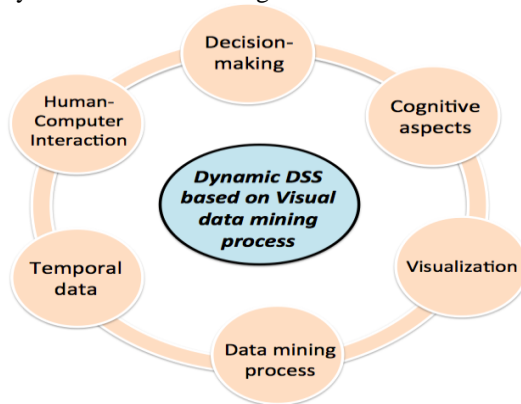 Decision-
making
Cognitive
aspects
Visualization
Data mining
process
Temporal
data
Human-
Computer
Interaction
Dynamic DSS
based on Visual
data mining
process